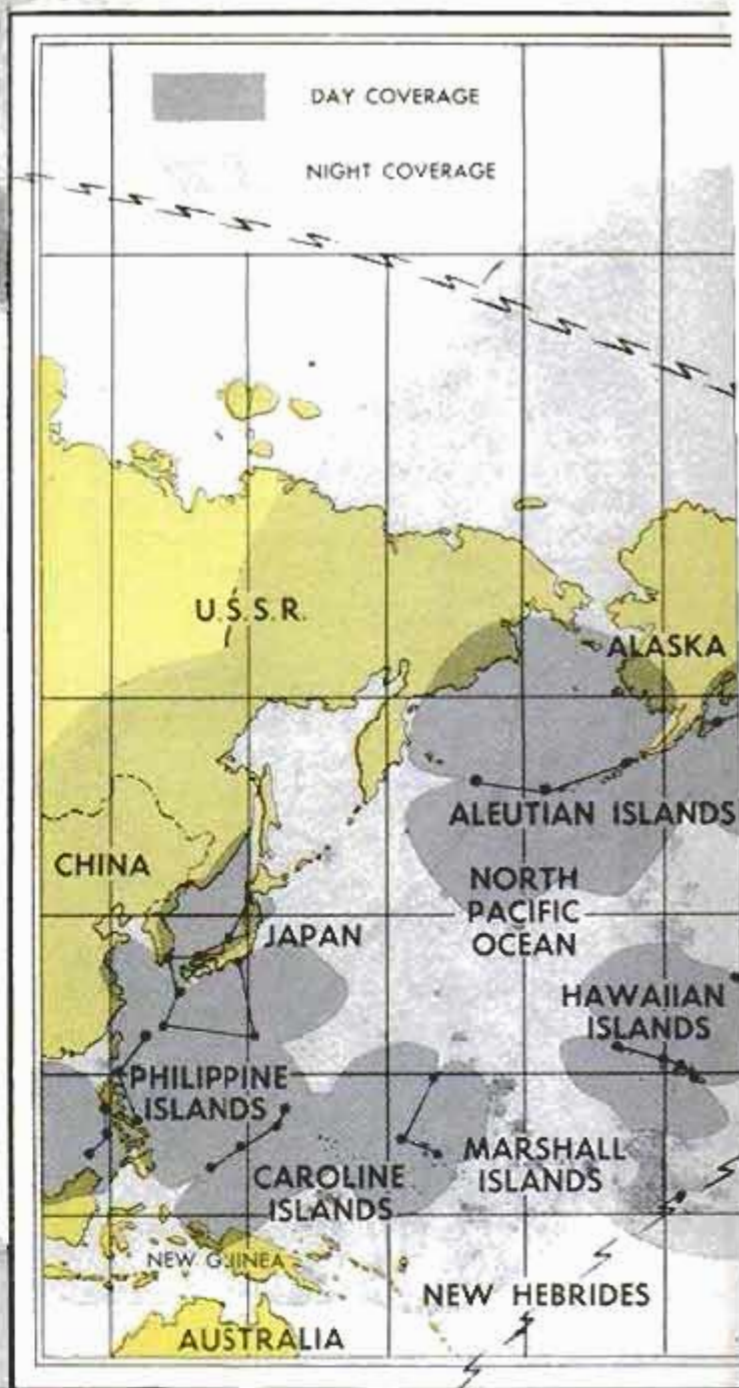 DAY COVERAGE
NIGHT COVERAGE
U.S.S.R.
ALASKA
ALEUTIAN ISLANDS
CHINA
NORTH
PACIFIC
OCEAN
JAPAN
HAWAIIAN
ISLANDS
PHILIPPINE
ISLANDS
MARSHALL
ISLANDS
CAROLINE
ISLANDS
NEW GUINEA
NEW HEBRIDES
AUSTRALIA